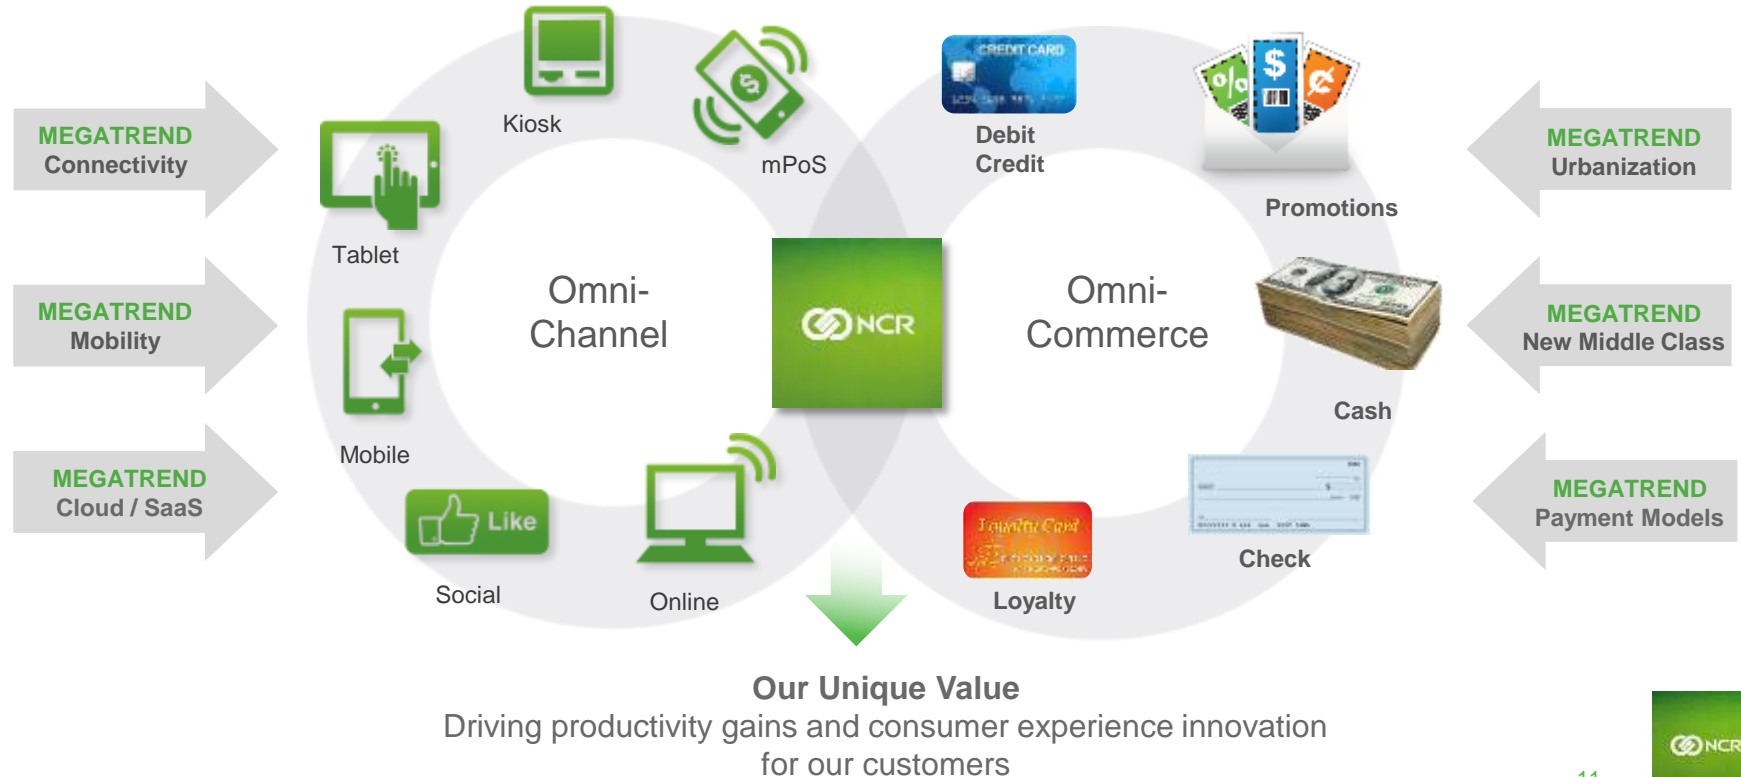 Kiosk
mPoS
CREDIT CARD
Debit
Credit
%
$
¢
Promotions
MEGATREND
Connectivity
Tablet
MEGATREND
Urbanization
Omni-
Channel
NCR
Omni-
Commerce
MEGATREND
Mobility
Mobile
MEGATREND
New Middle Class
Cash
MEGATREND
Cloud / SaaS
Like
Social
Online
Loyalty Card
Loyalty
$
Check
MEGATREND
Payment Models
Our Unique Value
Driving productivity gains and consumer experience innovation
for our customers
NCR
11